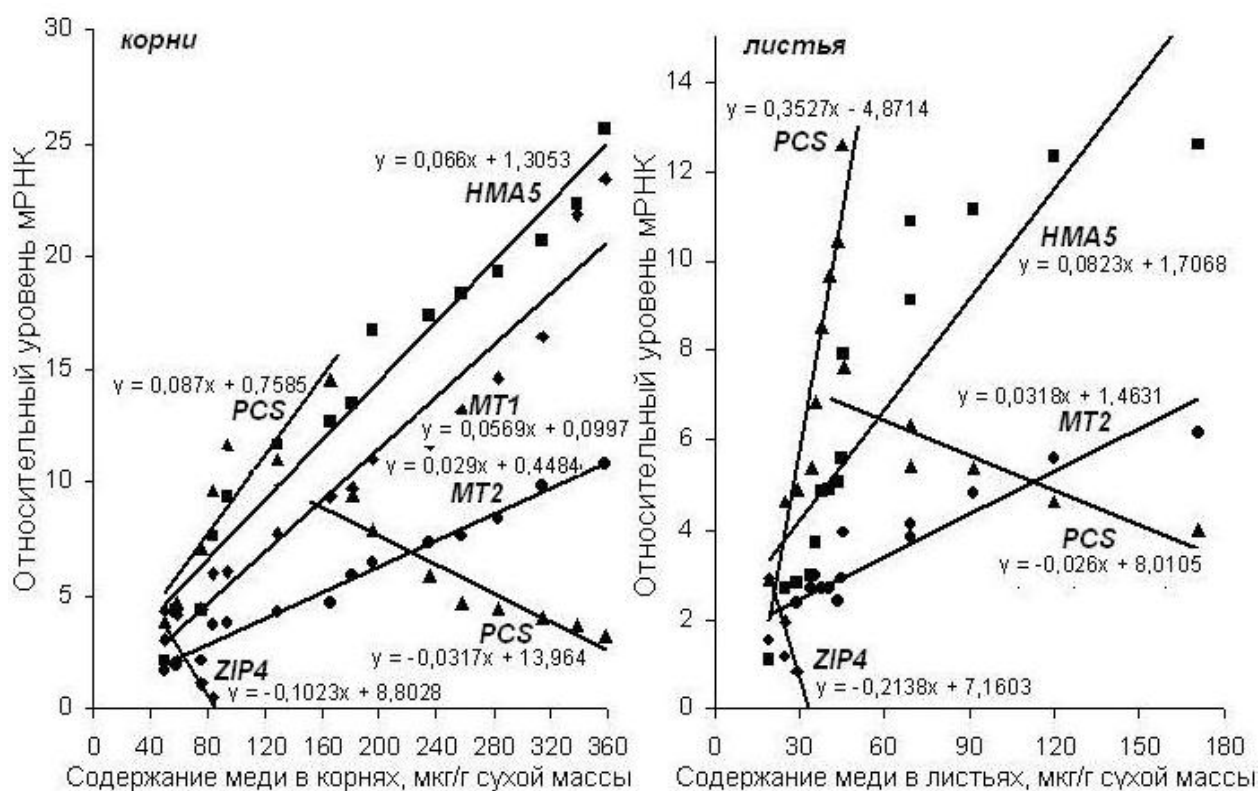 корни
Относительный уровень мРНК
30
25
20
15
10
5
0
y = 0,066x + 1,3053
HMA5
y = 0,087x + 0,7585
PCS
MT1
y = 0,0569x + 0,0997
y = 0,029x + 0,4484
MT2
PCS
y = -0,0317x + 13,964
ZIP4
y = -0,1023x + 8,8028
0 40 80 120 160 200 240 280 320 360
Содержание меди в корнях, мкг/г сухой массы
листья
Относительный уровень мРНК
14
12
10
8
6
4
2
0
y = 0,3527x - 4,8714
PCS
HMA5
y = 0,0823x + 1,7068
y = 0,0318x + 1,4631
MT2
PCS
y = -0,026x + 8,0105
ZIP4
y = -0,2138x + 7,1603
0 30 60 90 120 150 180
Содержание меди в листьях, мкг/г сухой массы